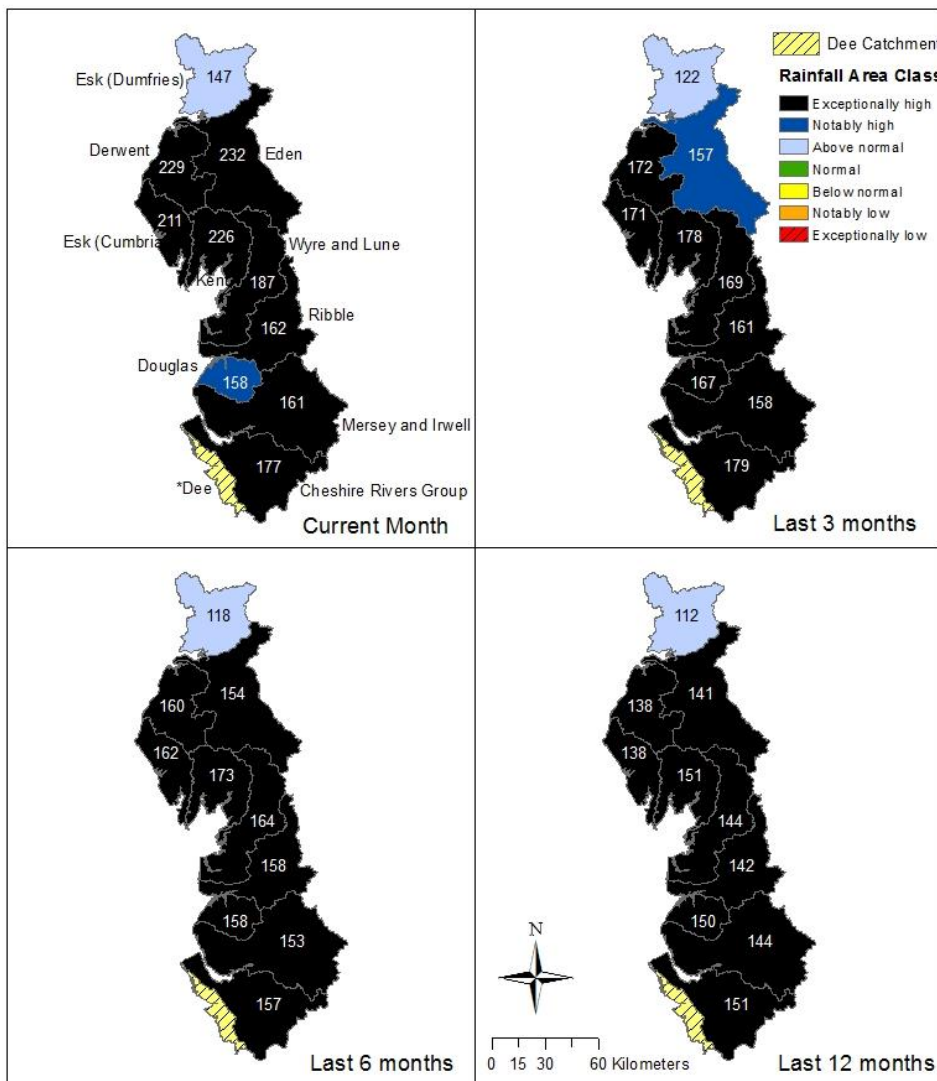 147
Esk (Dumfries)
Derwent
229
232
Eden
211
Esk (Cumbria
226
Wyre and Lune
Kent
187
162
Ribble
Douglas
158
161
Mersey and Irwell
177
*Dee
Cheshire Rivers Group
Current Month
Dee Catchment
Rainfall Area Class
Exceptionally high
Notably high
Above normal
Normal
Below normal
Notably low
Exceptionally low
122
157
172
171
178
169
161
167
158
179
Last 3 months
118
154
160
162
173
164
158
158
153
157
Last 6 months
112
141
138
138
151
144
142
150
144
151
N
0 15 30 60 Kilometers
Last 12 months